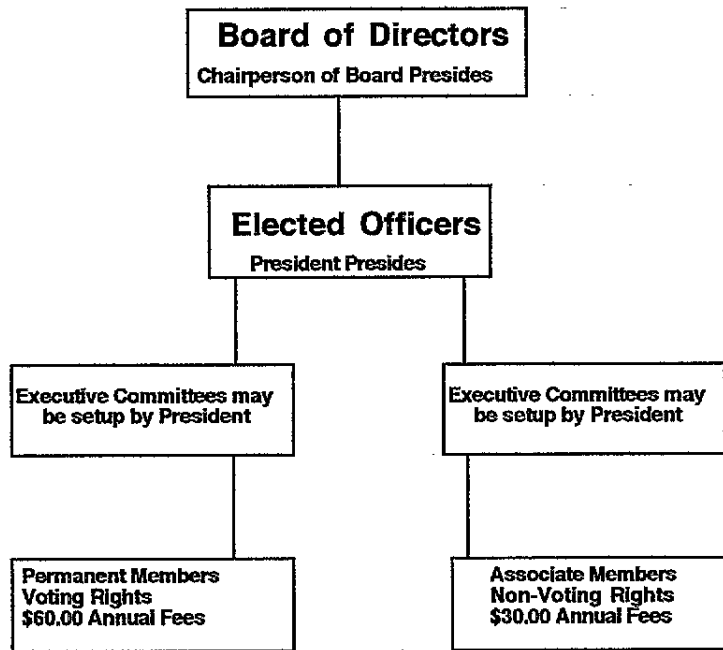 Board of Directors
Chairperson of Board Presides
Elected Officers
President Presides
Executive Committees may
be setup by President
Executive Committees may
be setup by President
Permanent Members
Voting Rights
$60.00 Annual Fees
Associate Members
Non-Voting Rights
$30.00 Annual Fees